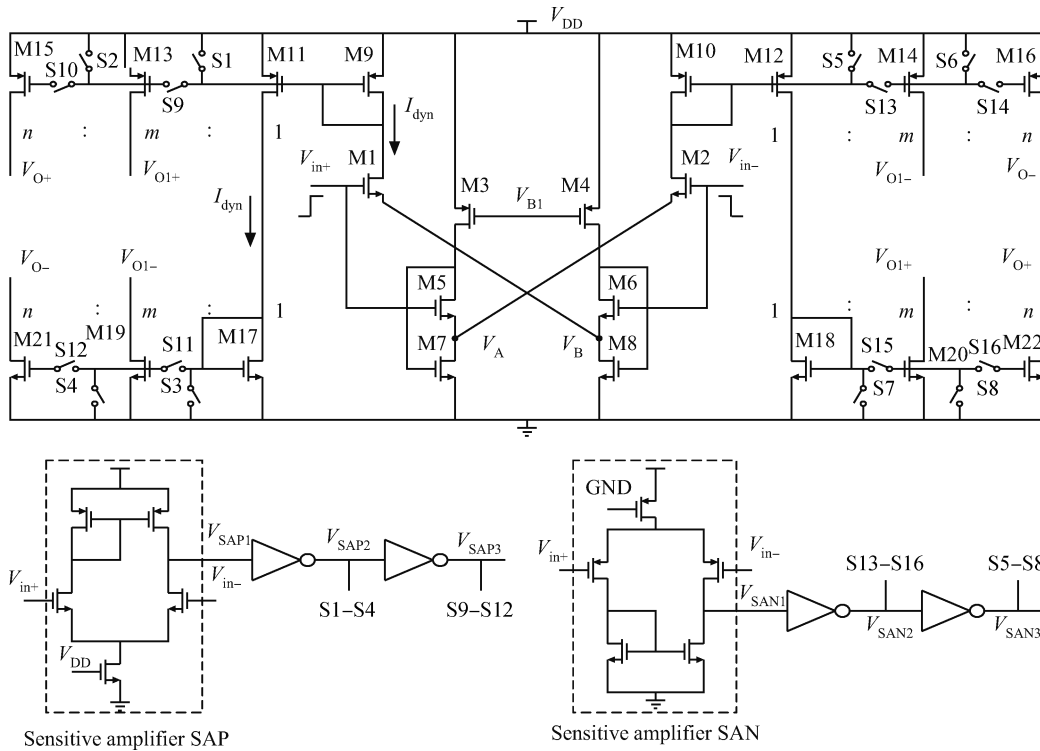 V_DD
M15 S10 S2 M13 S9 S1 M11 M9 M10 M12 S5 S13 M14 S6 S14 M16
I_dyn
n : m : 1 1 : m : n
V_O+ V_O1+ V_in+ M1 M2 V_in− V_O1− V_O−
I_dyn M3 V_B1 M4
V_O− V_O1− V_O1+ V_O+
n : m : 1 M5 M6 1 : m : n
M21 S12 S4 M19 S11 S3 M17 M7 V_A V_B M8 M18 S15 S7 M20 S16 S8 M22
GND
V_SAP1 V_SAP2 V_SAP3
V_in+ V_in− S1−S4 S9−S12
V_DD
V_in+ V_in− S13−S16 S5−S8
V_SAN1 V_SAN2 V_SAN3
Sensitive amplifier SAP
Sensitive amplifier SAN